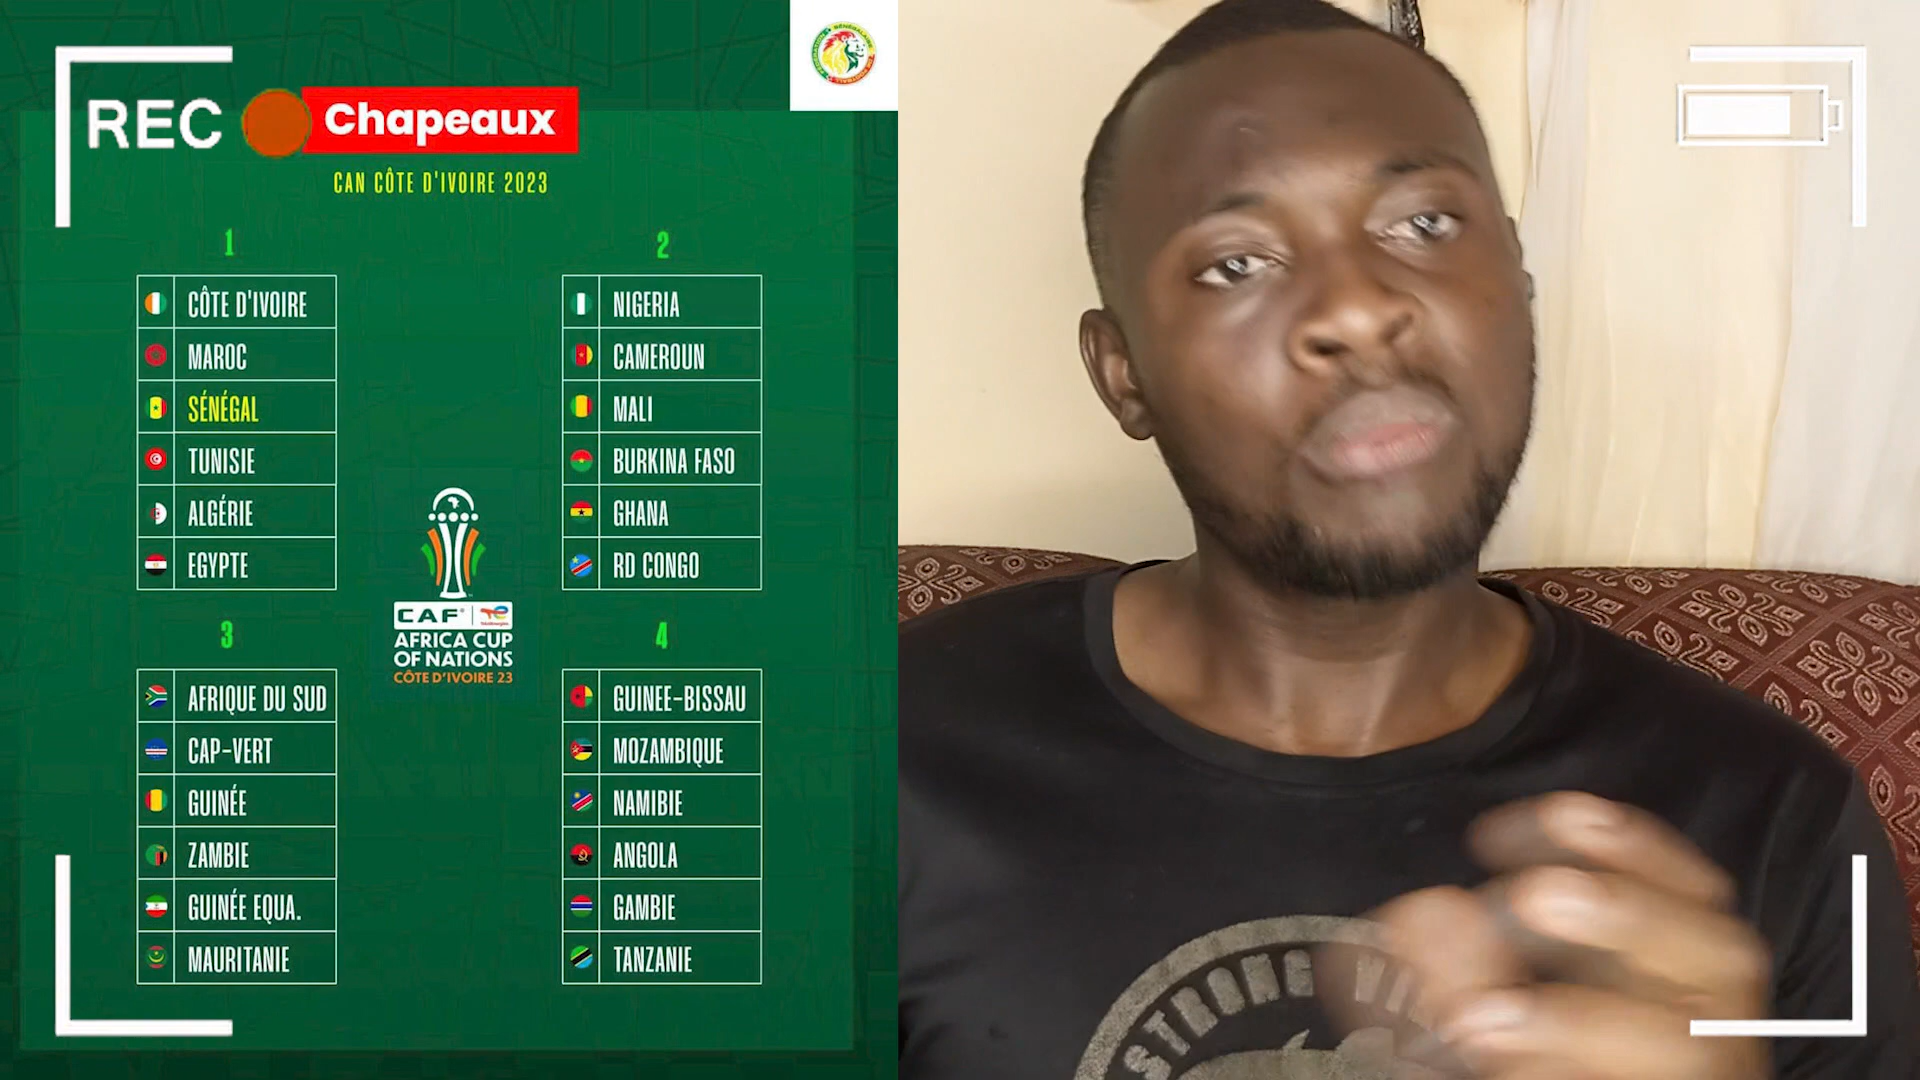 REC
Chapeaux
CAN CÔTE D'IVOIRE 2023
1
CÔTE D'IVOIRE
MAROC
SÉNÉGAL
TUNISIE
ALGÉRIE
EGYPTE
2
NIGERIA
CAMEROUN
MALI
BURKINA FASO
GHANA
RD CONGO
CAF
AFRICA CUP
OF NATIONS
CÔTE D'IVOIRE 23
3
AFRIQUE DU SUD
CAP-VERT
GUINÉE
ZAMBIE
GUINÉE EQUA.
MAURITANIE
4
GUINEE-BISSAU
MOZAMBIQUE
NAMIBIE
ANGOLA
GAMBIE
TANZANIE
STRONG